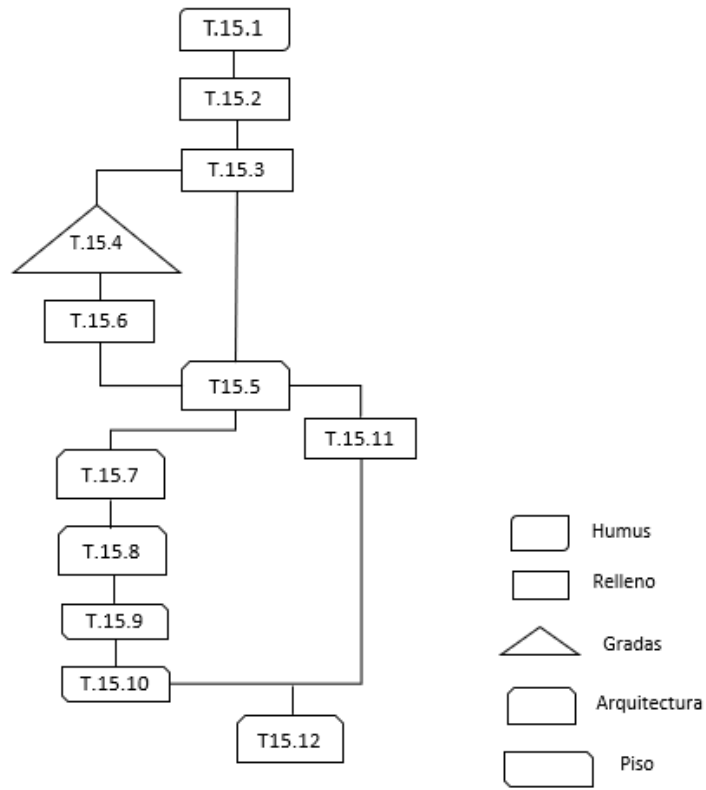 T.15.1
T.15.2
T.15.3
T.15.4
T.15.6
T15.5
T.15.11
T.15.7
T.15.8
T.15.9
T.15.10
T15.12
Humus
Relleno
Gradas
Arquitectura
Piso